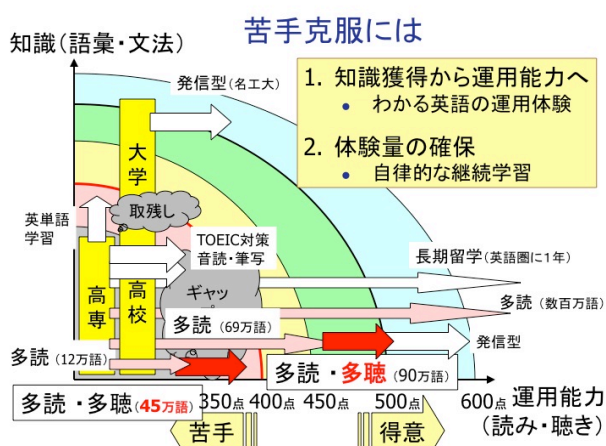 苦手克服には
知識(語彙・文法)
発信型(名工大)
1. 知識獲得から運用能力へ
• わかる英語の運用体験
2. 体験量の確保
• 自律的な継続学習
大学
取残し
英単語
学習
TOEIC対策
音読・筆写
長期留学(英語圏に1年)
高専
高校
ギャッ
多読(数百万語)
多読(69万語)
発信型
多読(12万語)
多読・多聴(90万語)
多読・多聴(45万語)
350点 400点 450点 500点 600点
運用能力
(読み・聴き)
苦手
得意